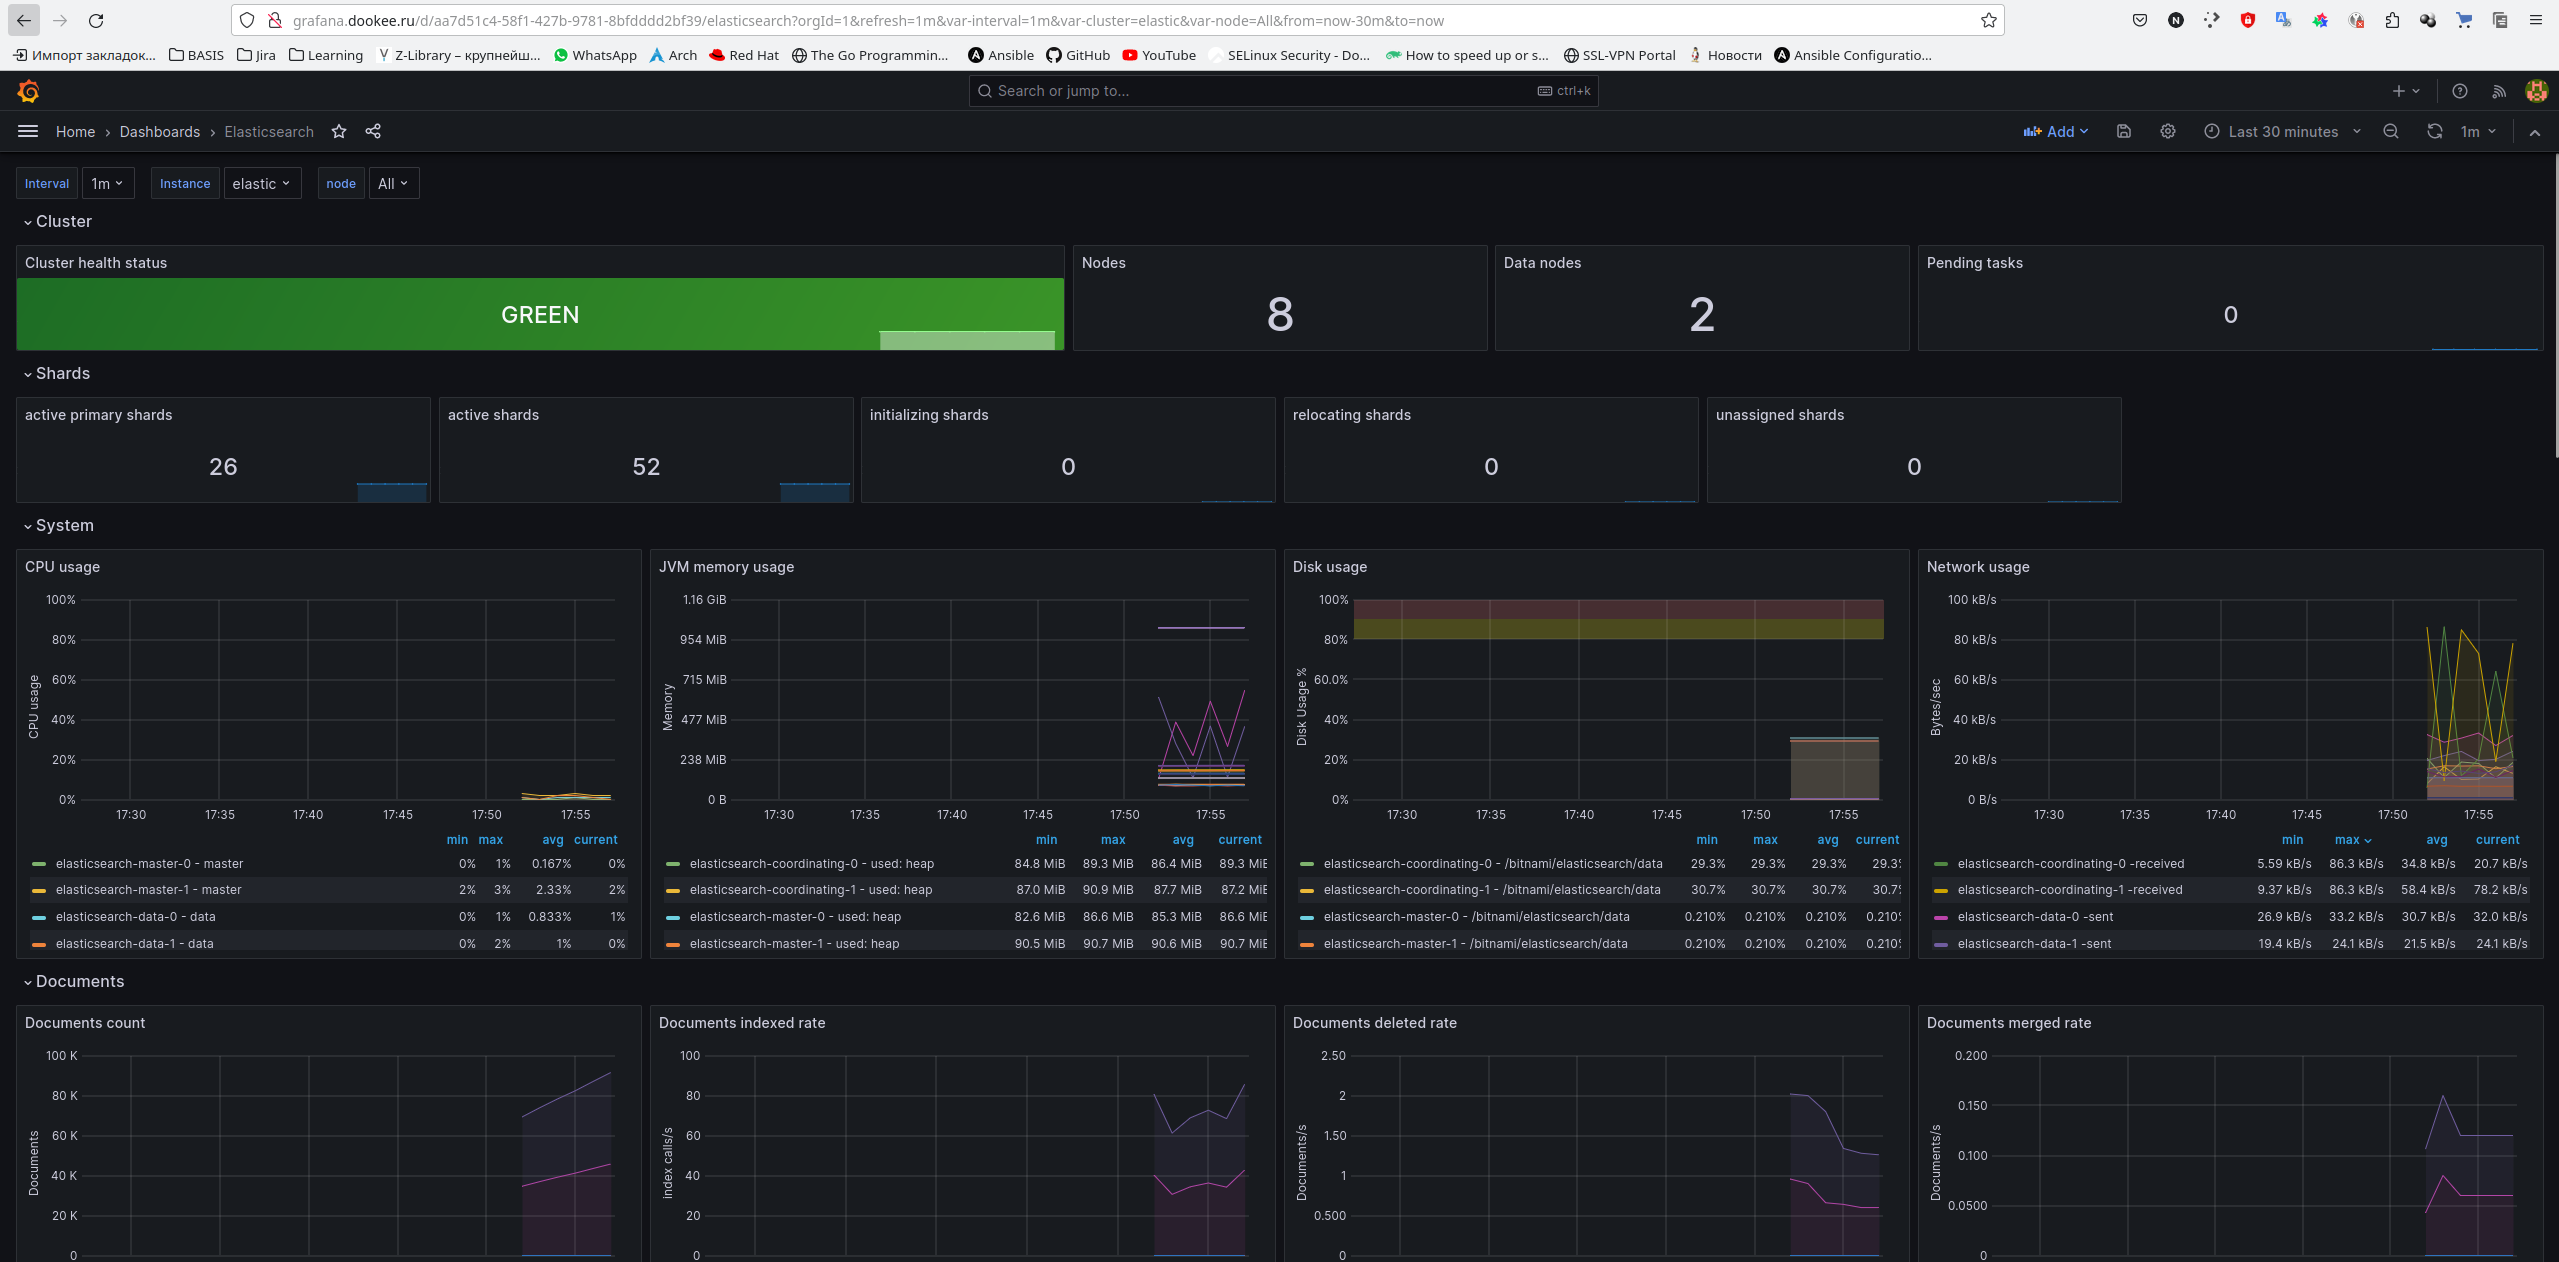 grafana.dookee.ru/d/aa7d51c4-58f1-427b-9781-8bfdddd2bf39/elasticsearch?orgId=1&refresh=1m&var-interval=1m&var-cluster=elastic&var-node=All&from=now-30m&to=now
Импорт закладок... BASIS Jira Learning Z-Library – крупнейш... WhatsApp Arch Red Hat The Go Programmin... Ansible GitHub YouTube SELinux Security - Do... How to speed up or s... SSL-VPN Portal Новости Ansible Configuratio...
Search or jump to... ctrl+k
Home › Dashboards › Elasticsearch Add Last 30 minutes 1m
Interval 1m Instance elastic node All
Cluster
Cluster health status Nodes Data nodes Pending tasks
GREEN 8 2 0
Shards
active primary shards active shards initializing shards relocating shards unassigned shards
26 52 0 0 0
System
CPU usage
CPU usage
100%
80%
60%
40%
20%
0%
17:30 17:35 17:40 17:45 17:50 17:55
min max avg current
elasticsearch-master-0 - master 0% 1% 0.167% 0%
elasticsearch-master-1 - master 2% 3% 2.33% 2%
elasticsearch-data-0 - data 0% 1% 0.833% 1%
elasticsearch-data-1 - data 0% 2% 1% 0%
JVM memory usage
Memory
1.16 GiB
954 MiB
715 MiB
477 MiB
238 MiB
0 B
17:30 17:35 17:40 17:45 17:50 17:55
min max avg current
elasticsearch-coordinating-0 - used: heap 84.8 MiB 89.3 MiB 86.4 MiB 89.3 MiE
elasticsearch-coordinating-1 - used: heap 87.0 MiB 90.9 MiB 87.7 MiB 87.2 MiE
elasticsearch-master-0 - used: heap 82.6 MiB 86.6 MiB 85.3 MiB 86.6 MiE
elasticsearch-master-1 - used: heap 90.5 MiB 90.7 MiB 90.6 MiB 90.7 MiE
Disk usage
Disk Usage %
100%
80%
60.0%
40%
20%
0%
17:30 17:35 17:40 17:45 17:50 17:55
min max avg current
elasticsearch-coordinating-0 - /bitnami/elasticsearch/data 29.3% 29.3% 29.3% 29.3%
elasticsearch-coordinating-1 - /bitnami/elasticsearch/data 30.7% 30.7% 30.7% 30.7%
elasticsearch-master-0 - /bitnami/elasticsearch/data 0.210% 0.210% 0.210% 0.210%
elasticsearch-master-1 - /bitnami/elasticsearch/data 0.210% 0.210% 0.210% 0.210%
Network usage
Bytes/sec
100 kB/s
80 kB/s
60 kB/s
40 kB/s
20 kB/s
0 B/s
17:30 17:35 17:40 17:45 17:50 17:55
min max avg current
elasticsearch-coordinating-0 -received 5.59 kB/s 86.3 kB/s 34.8 kB/s 20.7 kB/s
elasticsearch-coordinating-1 -received 9.37 kB/s 86.3 kB/s 58.4 kB/s 78.2 kB/s
elasticsearch-data-0 -sent 26.9 kB/s 33.2 kB/s 30.7 kB/s 32.0 kB/s
elasticsearch-data-1 -sent 19.4 kB/s 24.1 kB/s 21.5 kB/s 24.1 kB/s
Documents
Documents count
Documents
100 K
80 K
60 K
40 K
20 K
0
Documents indexed rate
index calls/s
100
80
60
40
20
0
Documents deleted rate
Documents/s
2.50
2
1.50
1
0.500
0
Documents merged rate
Documents/s
0.200
0.150
0.100
0.0500
0